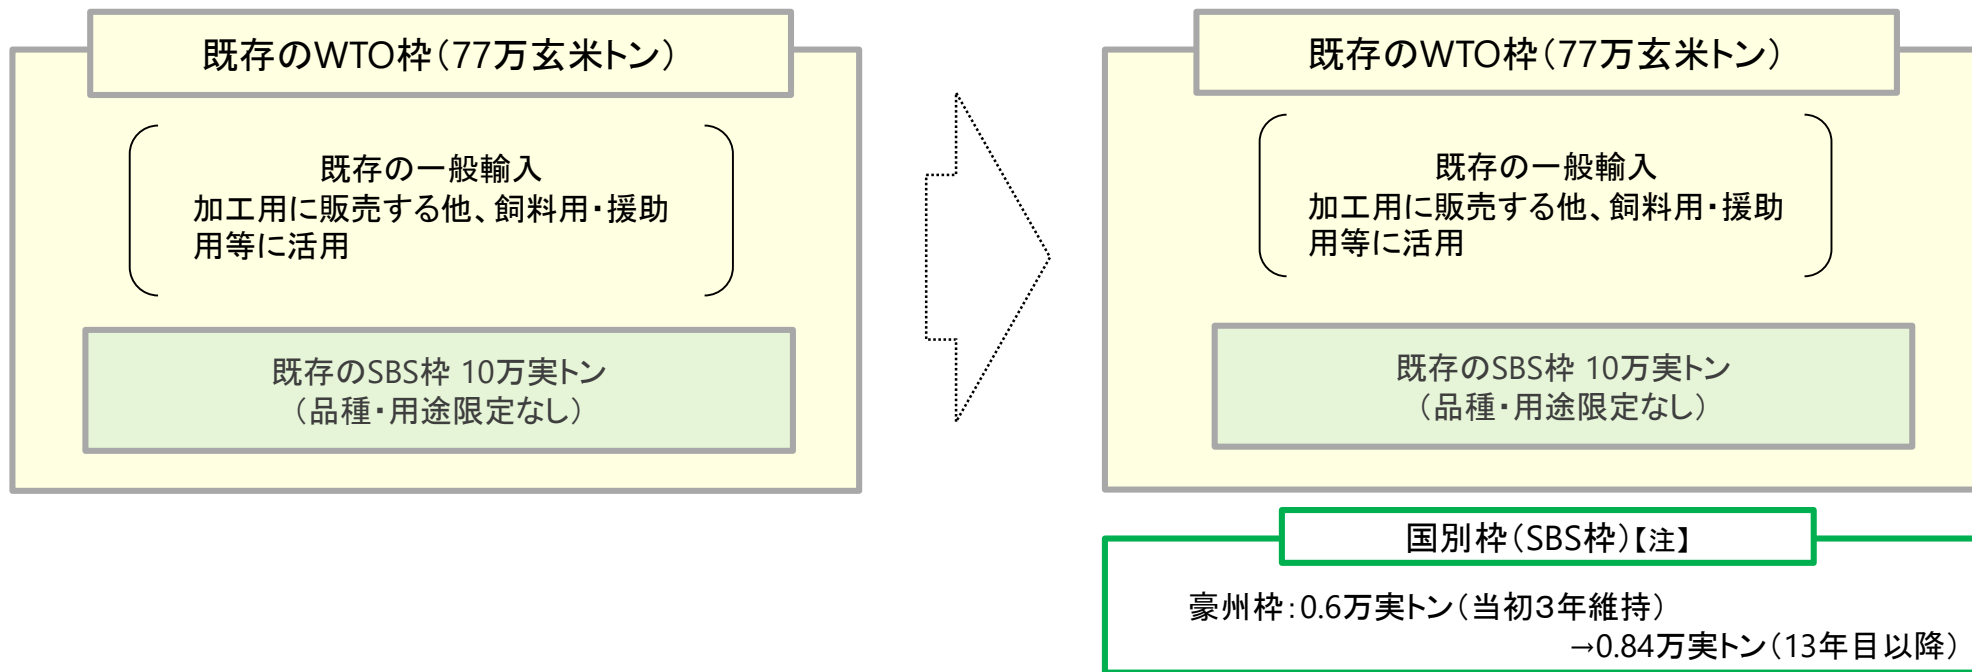 既存のWTO枠（77万玄米トン）
既存の一般輸入
加工用に販売する他、飼料用・援助
用等に活用
既存のSBS枠 10万実トン
（品種・用途限定なし）
既存のWTO枠（77万玄米トン）
既存の一般輸入
加工用に販売する他、飼料用・援助
用等に活用
既存のSBS枠 10万実トン
（品種・用途限定なし）
国別枠（SBS枠）【注】
豪州枠：0.6万実トン（当初３年維持）
→0.84万実トン（13年目以降）